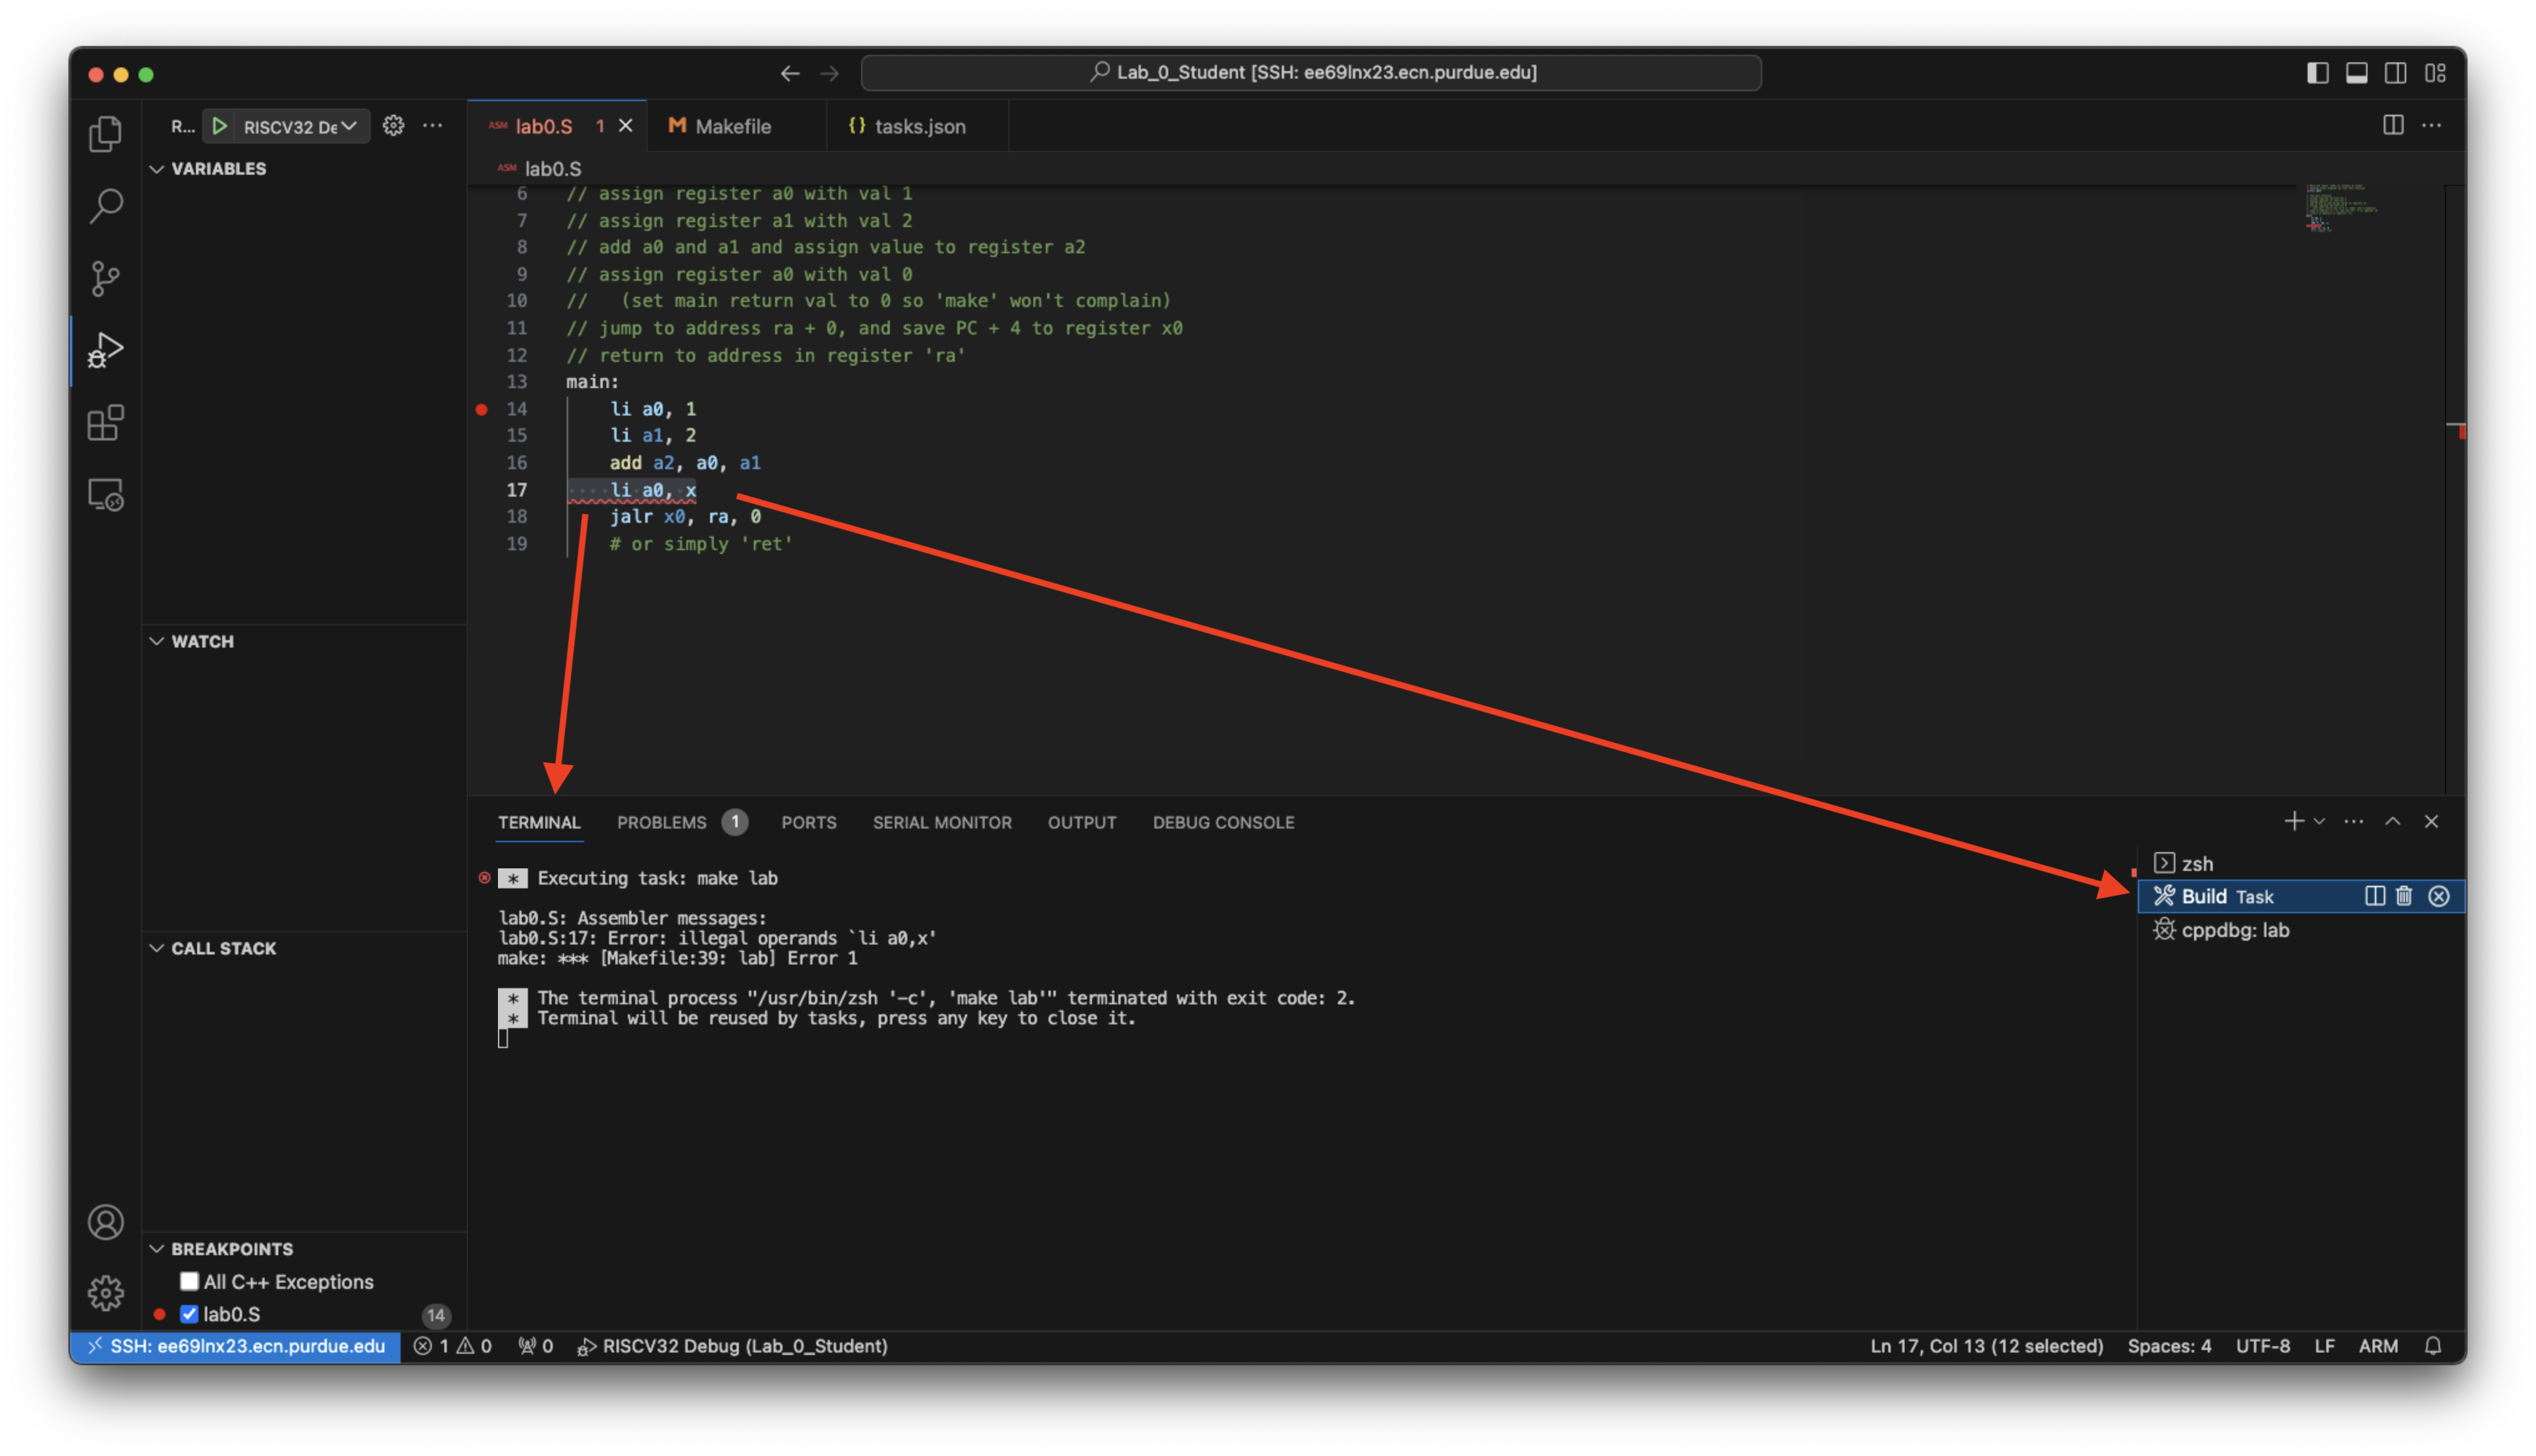 Lab_0_Student [SSH: ee69lnx23.ecn.purdue.edu]
R... RISCV32 De
VARIABLES
WATCH
CALL STACK
BREAKPOINTS
All C++ Exceptions
lab0.S 14
ASM lab0.S 1
M Makefile
{} tasks.json
ASM lab0.S
6 // assign register a0 with val 1
7 // assign register a1 with val 2
8 // add a0 and a1 and assign value to register a2
9 // assign register a0 with val 0
10 //   (set main return val to 0 so 'make' won't complain)
11 // jump to address ra + 0, and save PC + 4 to register x0
12 // return to address in register 'ra'
13 main:
14     li a0, 1
15     li a1, 2
16     add a2, a0, a1
17     li a0, x
18     jalr x0, ra, 0
19     # or simply 'ret'
TERMINAL PROBLEMS 1 PORTS SERIAL MONITOR OUTPUT DEBUG CONSOLE
* Executing task: make lab
lab0.S: Assembler messages:
lab0.S:17: Error: illegal operands `li a0,x'
make: *** [Makefile:39: lab] Error 1
* The terminal process "/usr/bin/zsh '-c', 'make lab'" terminated with exit code: 2.
* Terminal will be reused by tasks, press any key to close it.
zsh
Build Task
cppdbg: lab
SSH: ee69lnx23.ecn.purdue.edu 1 0 0 RISCV32 Debug (Lab_0_Student) Ln 17, Col 13 (12 selected) Spaces: 4 UTF-8 LF ARM